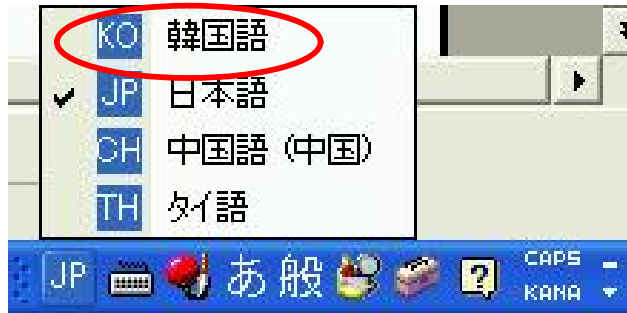 KO 韓国語
JP 日本語
CH 中国語 (中国)
TH タイ語
JP あ 般 ? CAPS
KANA